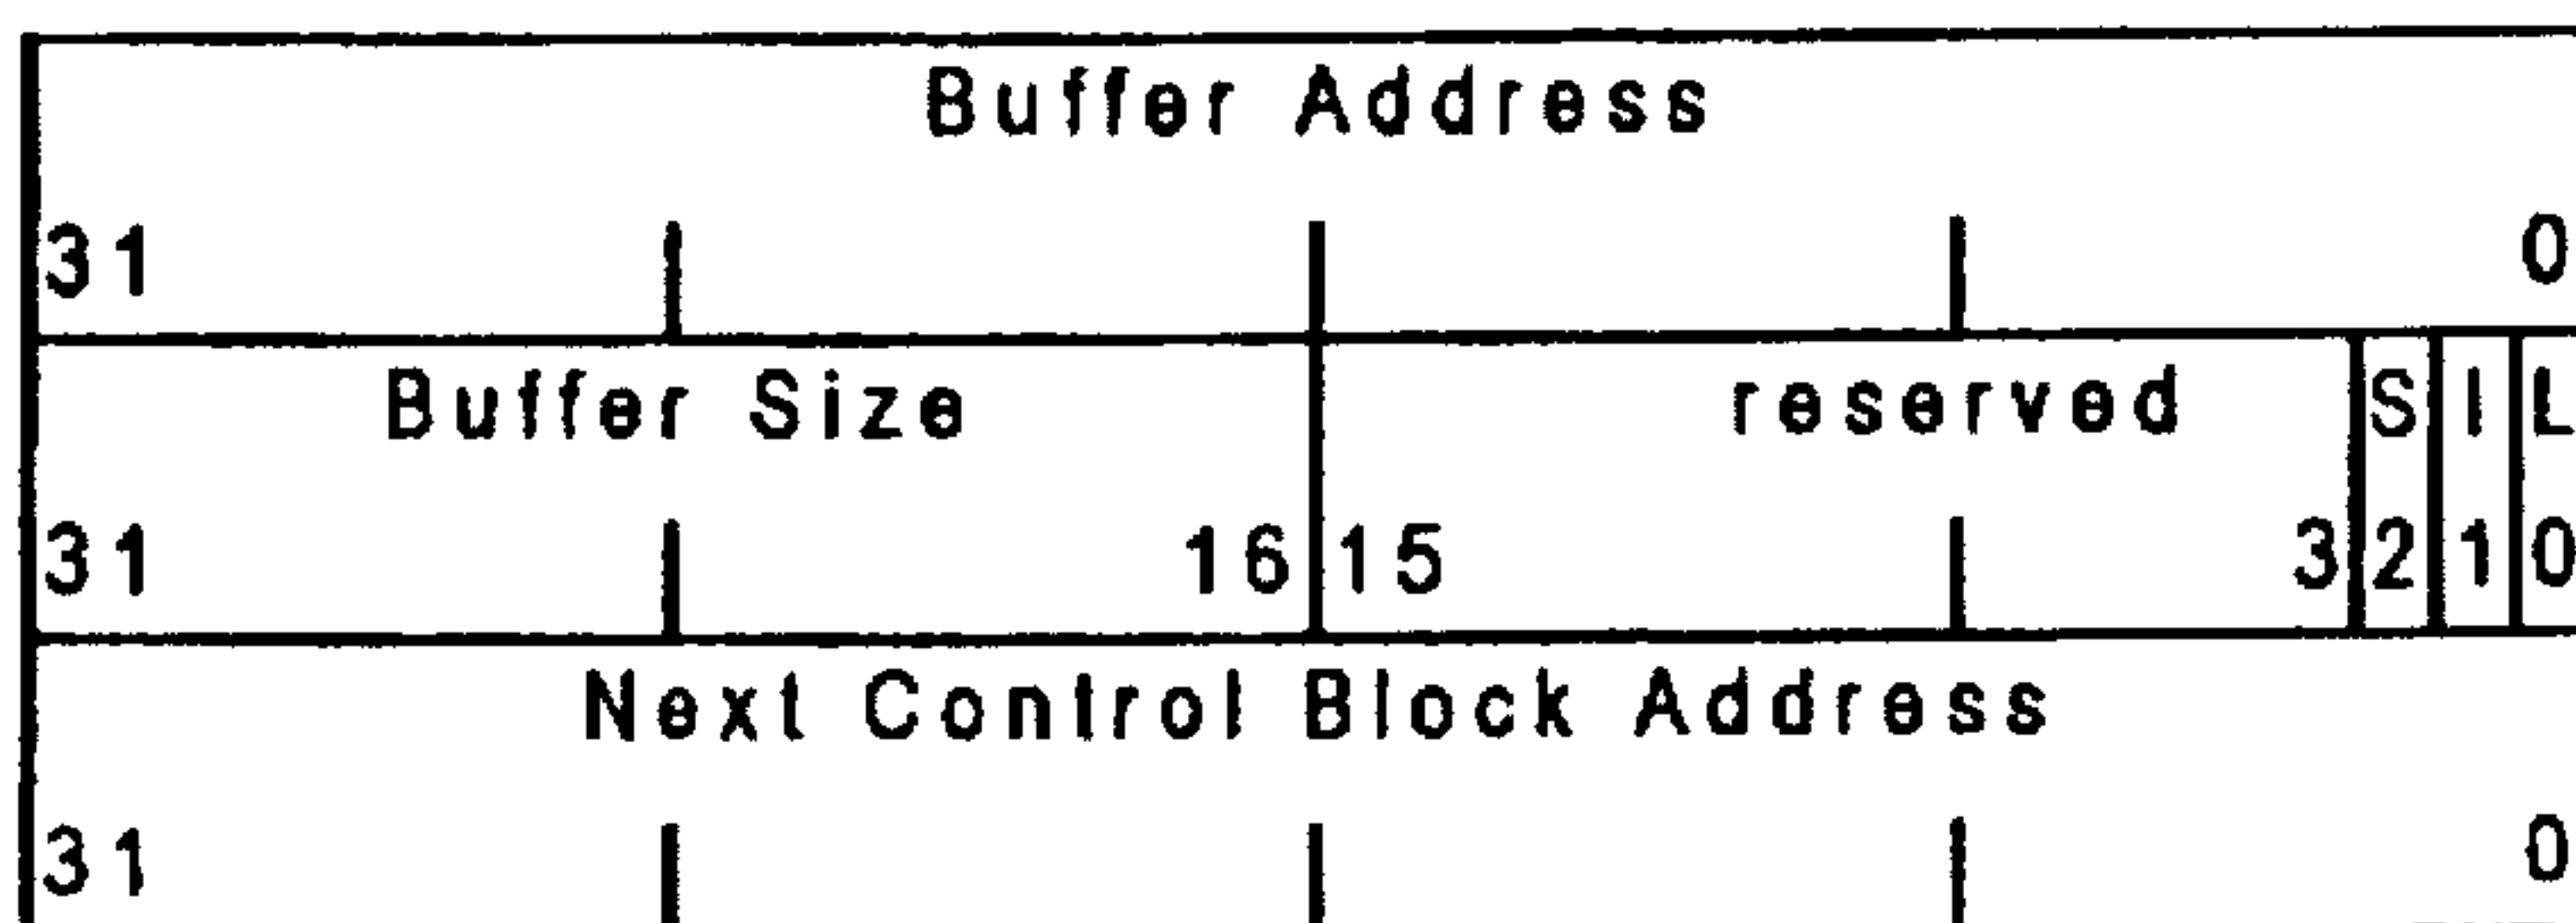 Buffer Address
31 0
Buffer Size reserved S I L
31 16 15 3 2 1 0
Next Control Block Address
31 0